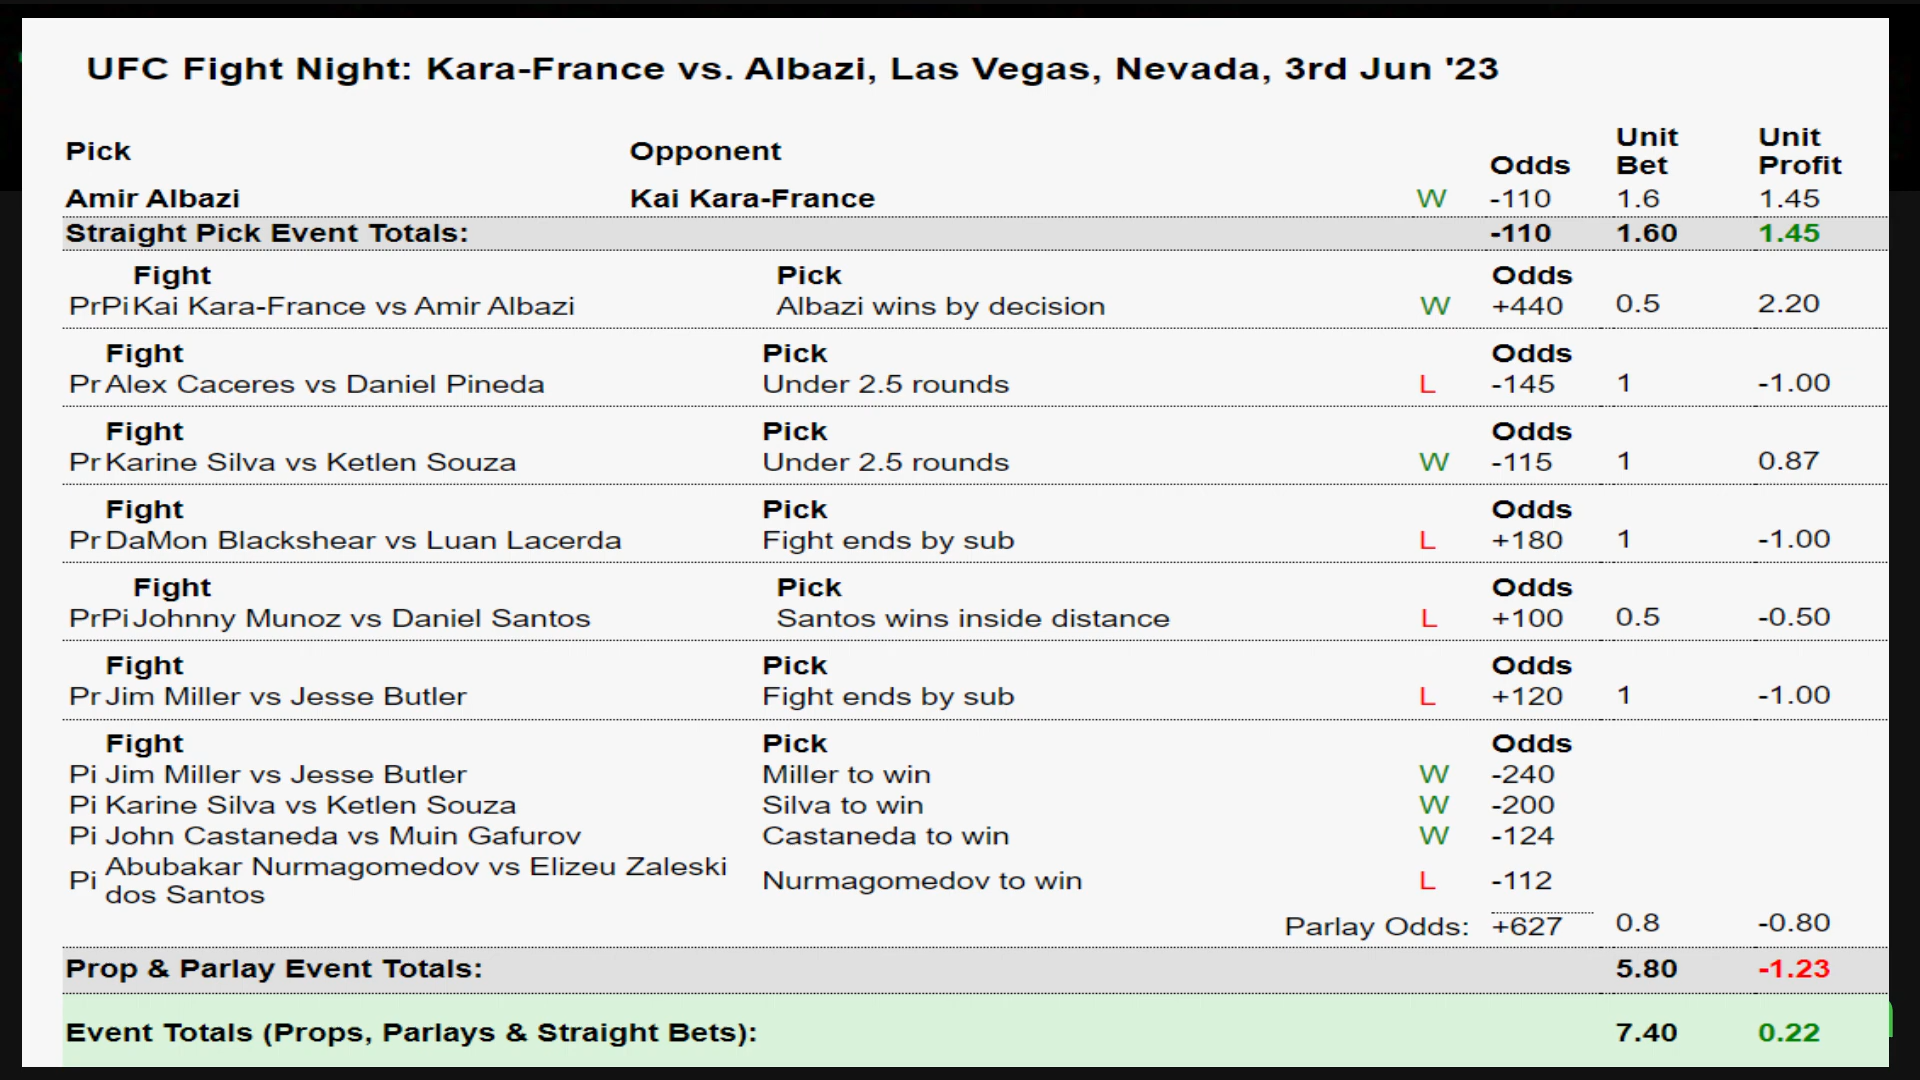 UFC Fight Night: Kara-France vs. Albazi, Las Vegas, Nevada, 3rd Jun '23
Pick Opponent Odds Unit Bet Unit Profit
Amir Albazi Kai Kara-France W -110 1.6 1.45
Straight Pick Event Totals: -110 1.60 1.45
Fight Pick Odds
PrPi Kai Kara-France vs Amir Albazi Albazi wins by decision W +440 0.5 2.20
Fight Pick Odds
Pr Alex Caceres vs Daniel Pineda Under 2.5 rounds L -145 1 -1.00
Fight Pick Odds
Pr Karine Silva vs Ketlen Souza Under 2.5 rounds W -115 1 0.87
Fight Pick Odds
Pr DaMon Blackshear vs Luan Lacerda Fight ends by sub L +180 1 -1.00
Fight Pick Odds
PrPi Johnny Munoz vs Daniel Santos Santos wins inside distance L +100 0.5 -0.50
Fight Pick Odds
Pr Jim Miller vs Jesse Butler Fight ends by sub L +120 1 -1.00
Fight Pick Odds
Pi Jim Miller vs Jesse Butler Miller to win W -240
Pi Karine Silva vs Ketlen Souza Silva to win W -200
Pi John Castaneda vs Muin Gafurov Castaneda to win W -124
Pi Abubakar Nurmagomedov vs Elizeu Zaleski
dos Santos Nurmagomedov to win L -112
Parlay Odds: +627 0.8 -0.80
Prop & Parlay Event Totals: 5.80 -1.23
Event Totals (Props, Parlays & Straight Bets): 7.40 0.22